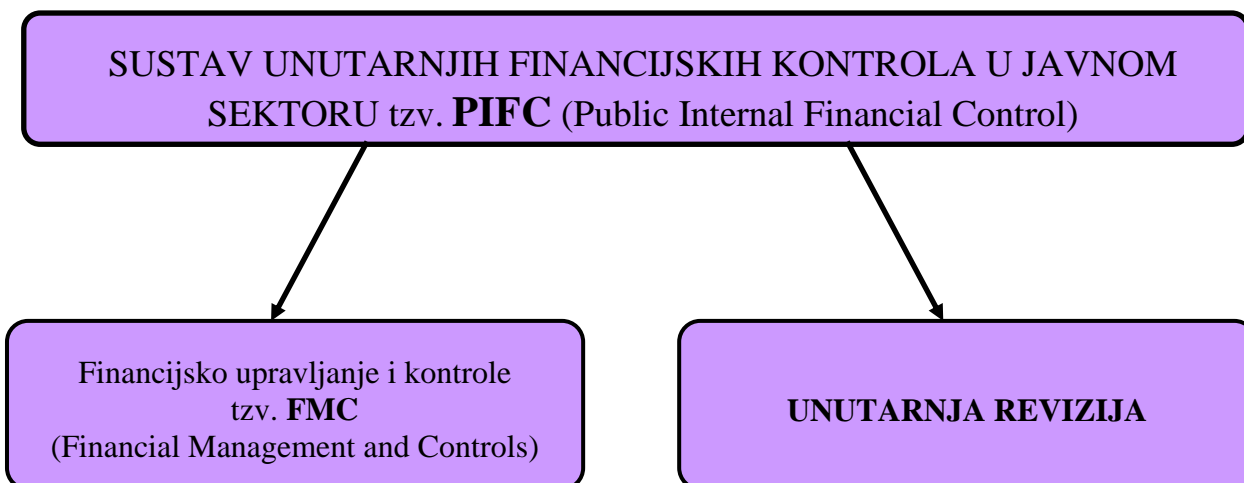 SUSTAV UNUTARNJIH FINANCIJSKIH KONTROLA U JAVNOM
SEKTORU tzv. PIFC (Public Internal Financial Control)
Financijsko upravljanje i kontrole
tzv. FMC
(Financial Management and Controls)
UNUTARNJA REVIZIJA